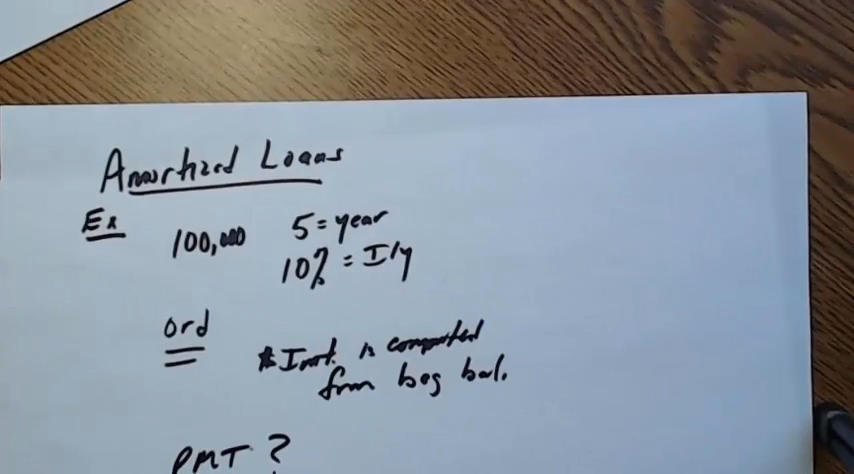 Amortized Loans
Ex 100,000 5 = year
10% = I/y
Ord
* Int. is computed
from beg bal.
PMT ?